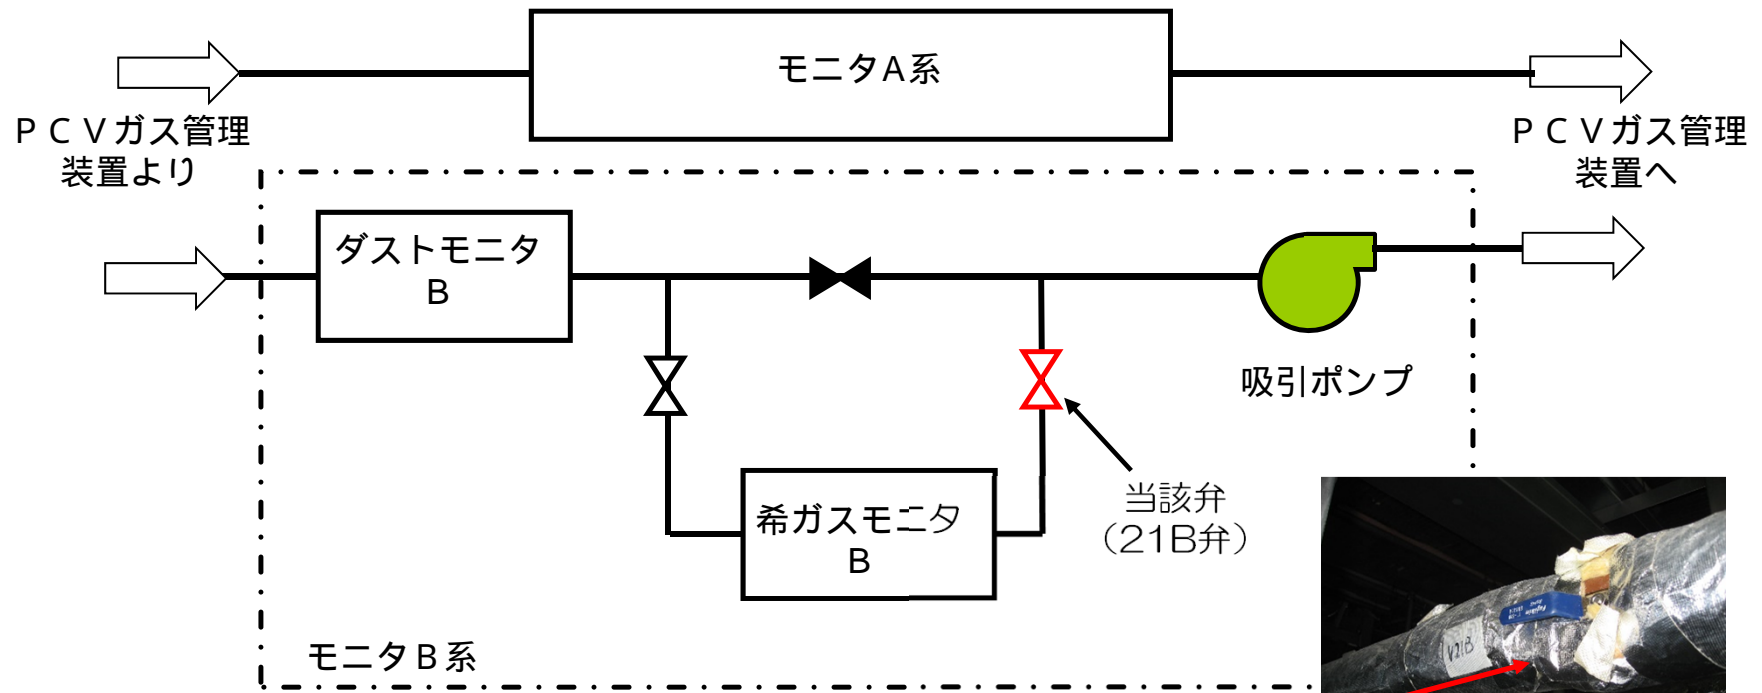 モニタA系
ＰＣＶガス管理
装置より
ＰＣＶガス管理
装置へ
ダストモニタ
B
吸引ポンプ
当該弁
（21B弁）
希ガスモニタ
B
モニタＢ系
V21B